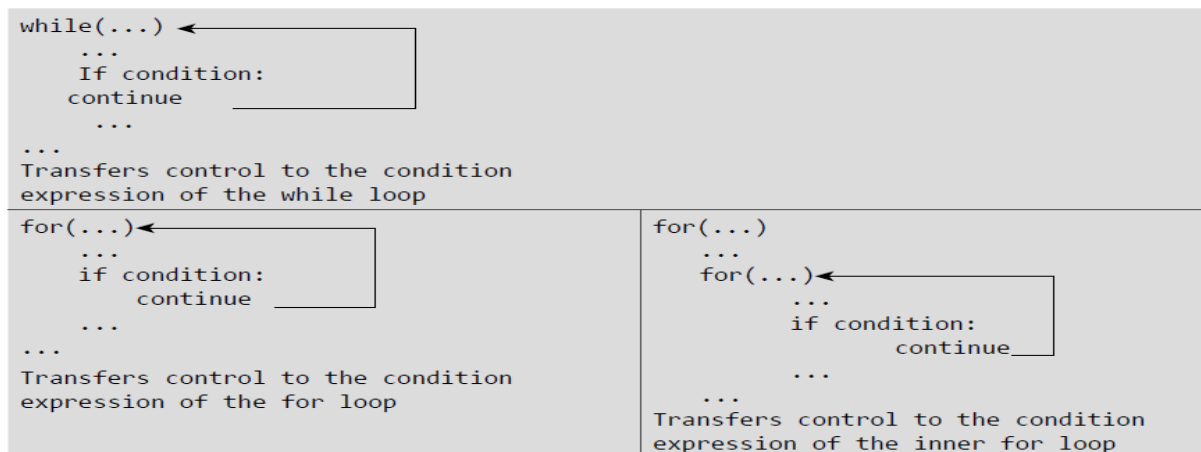 while(...)
...
If condition:
continue
...
...
Transfers control to the condition
expression of the while loop
for(...)
...
if condition:
continue
...
...
Transfers control to the condition
expression of the for loop
for(...)
...
for(...)
...
if condition:
continue
...
...
Transfers control to the condition
expression of the inner for loop